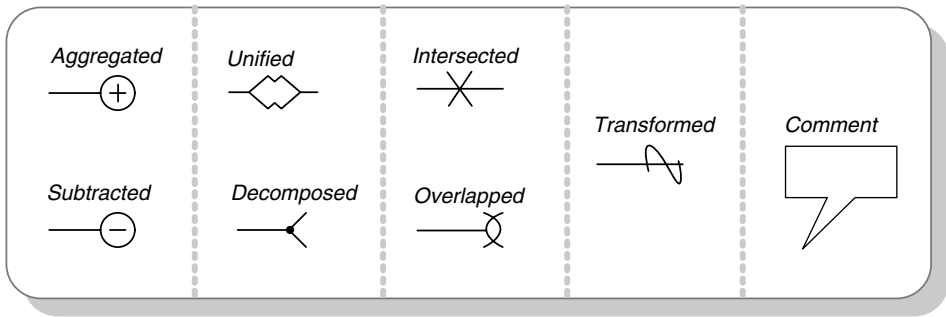 Aggregated
Subtracted
Unified
Decomposed
Intersected
Overlapped
Transformed
Comment